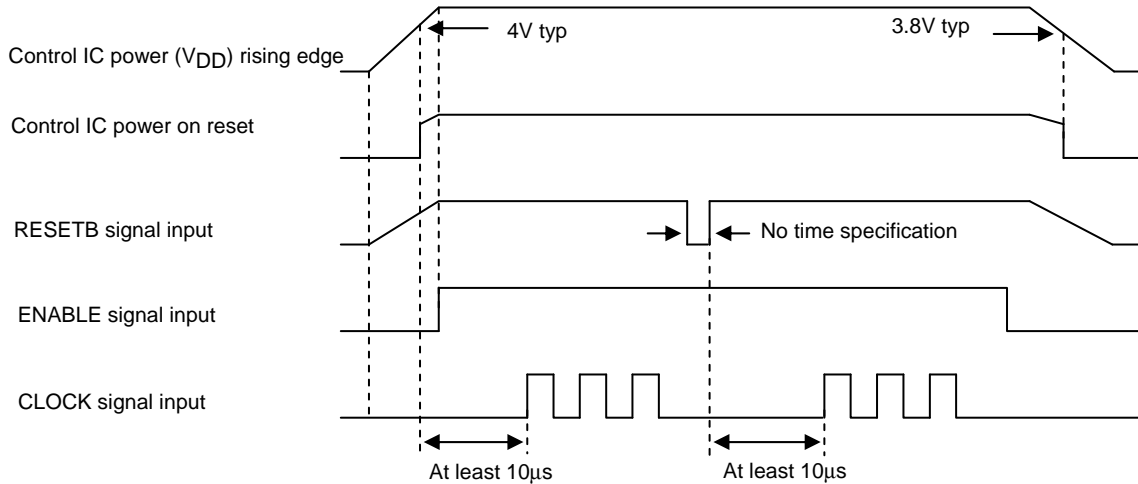 4V typ
3.8V typ
Control IC power (VDD) rising edge
Control IC power on reset
RESETB signal input
No time specification
ENABLE signal input
CLOCK signal input
At least 10μs
At least 10μs